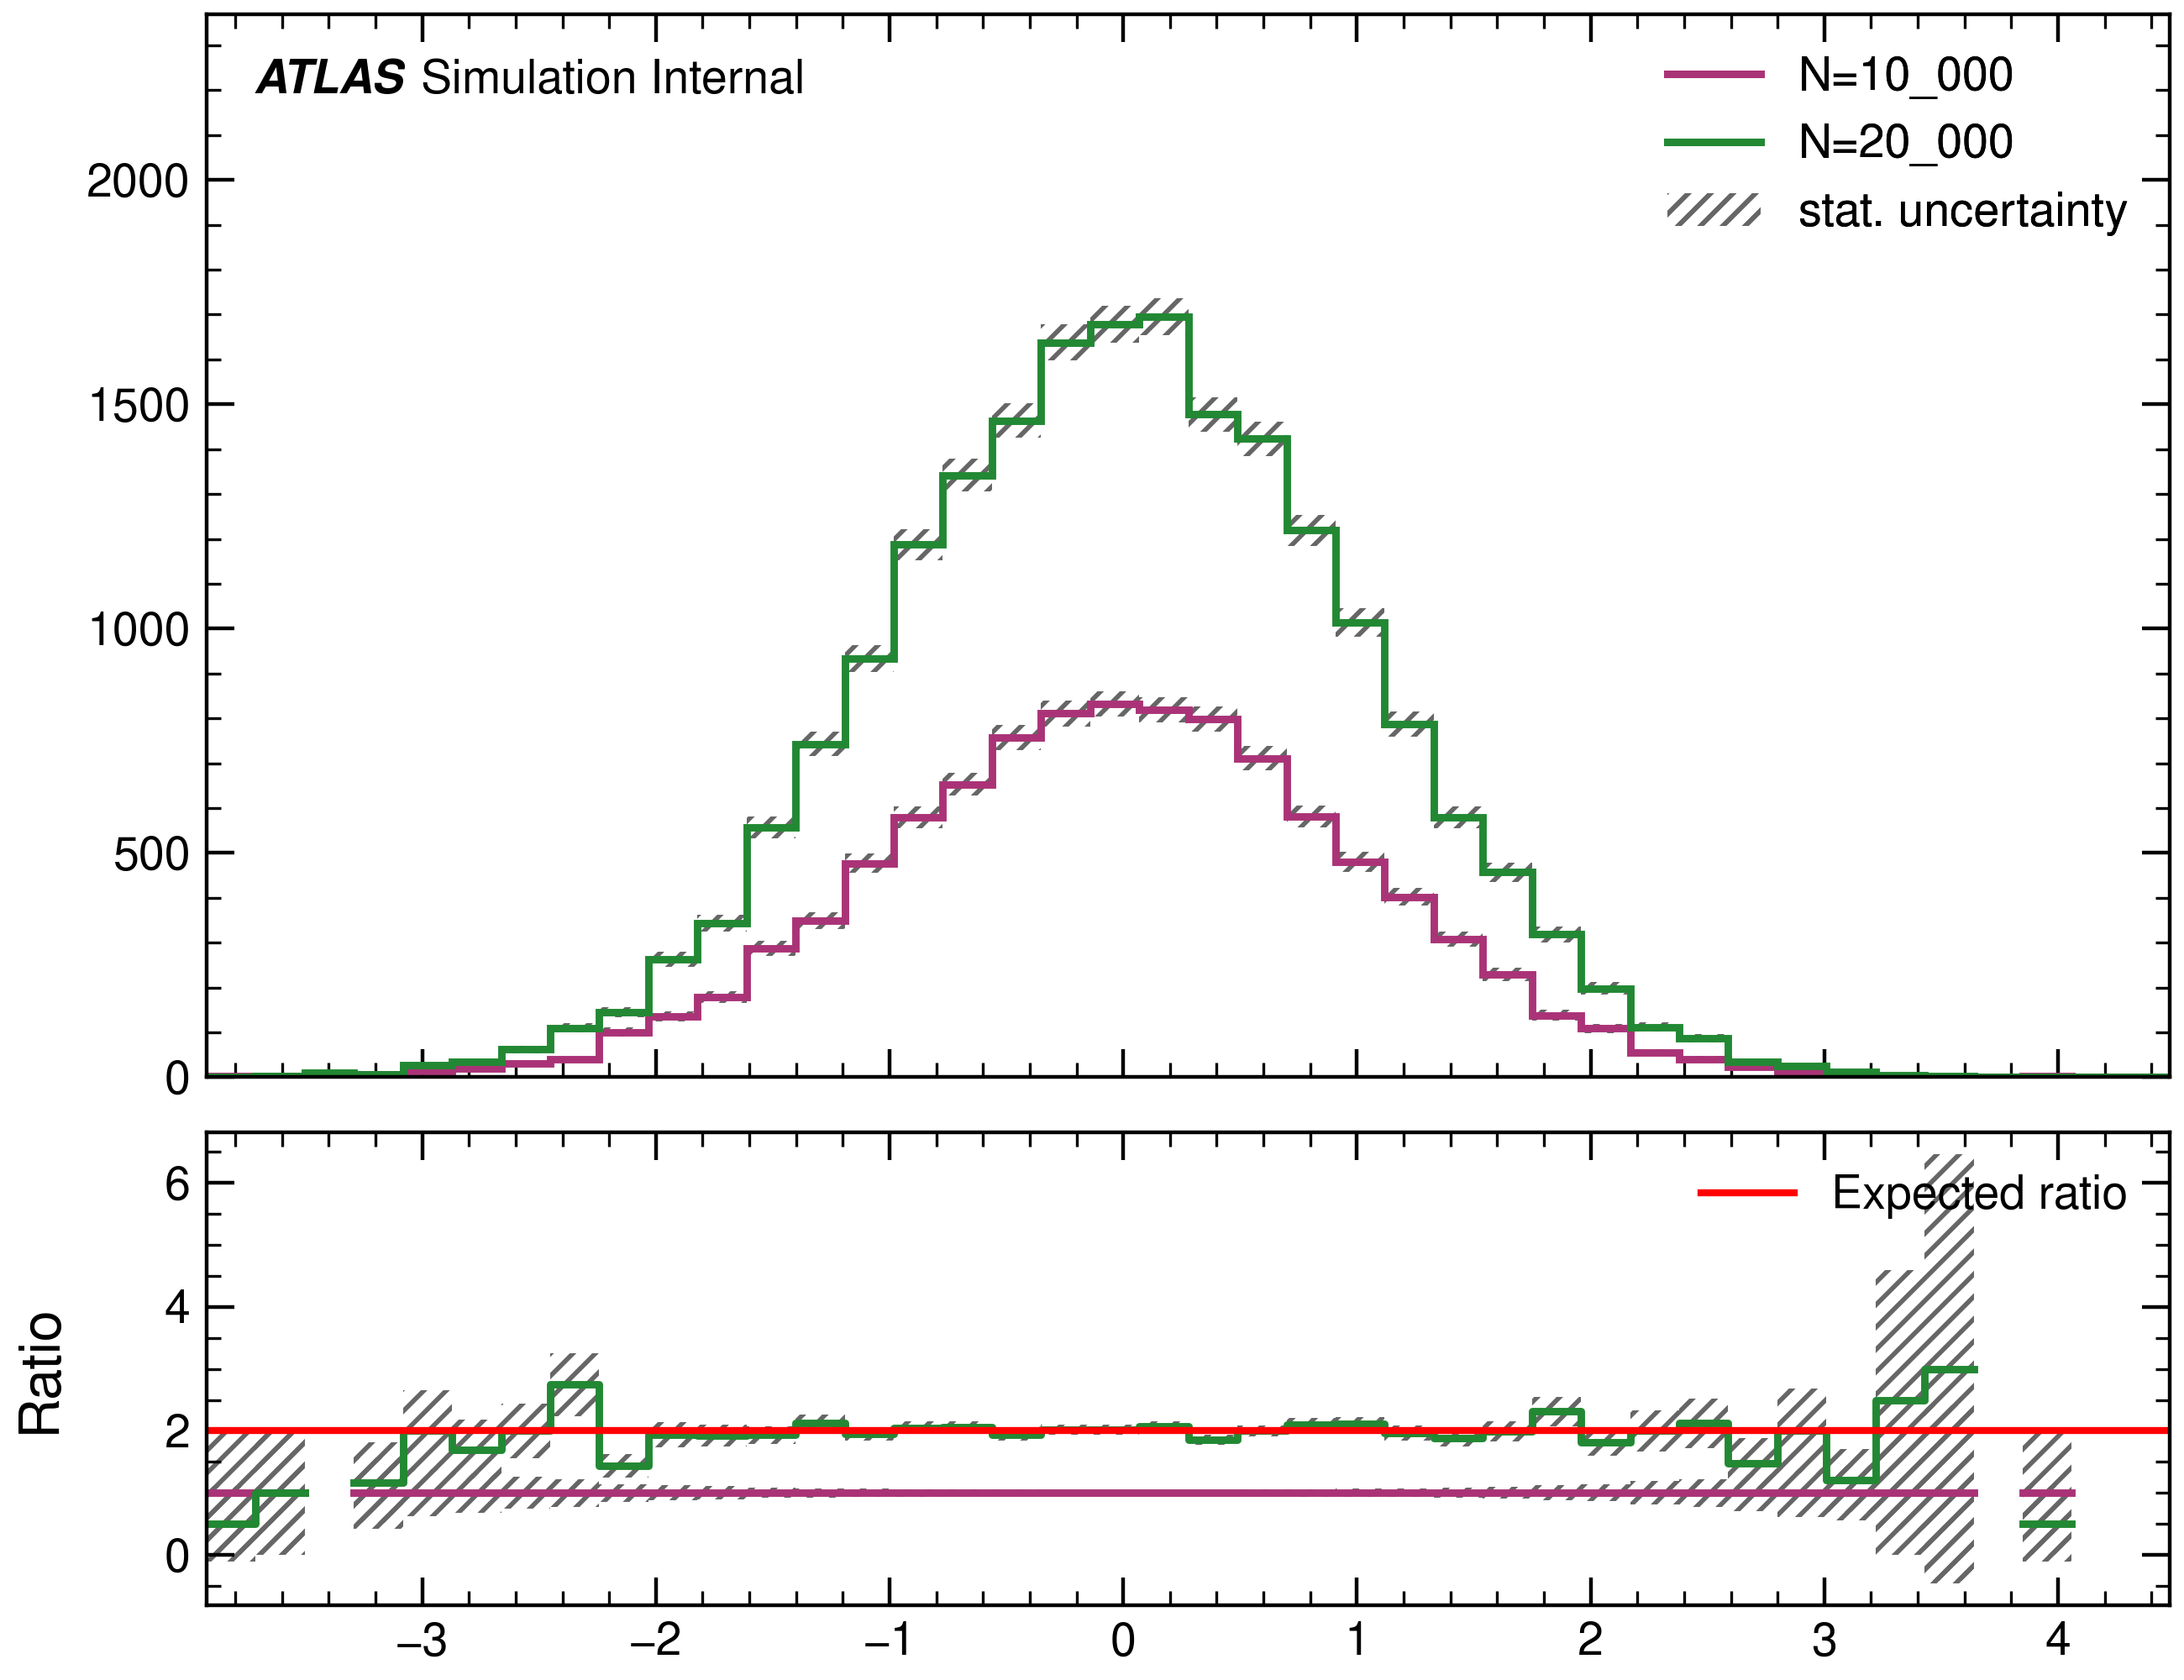 ATLAS Simulation Internal
N=10_000
N=20_000
stat. uncertainty
2000
1500
1000
500
0
Expected ratio
Ratio
6
4
2
0
−3 −2 −1 0 1 2 3 4